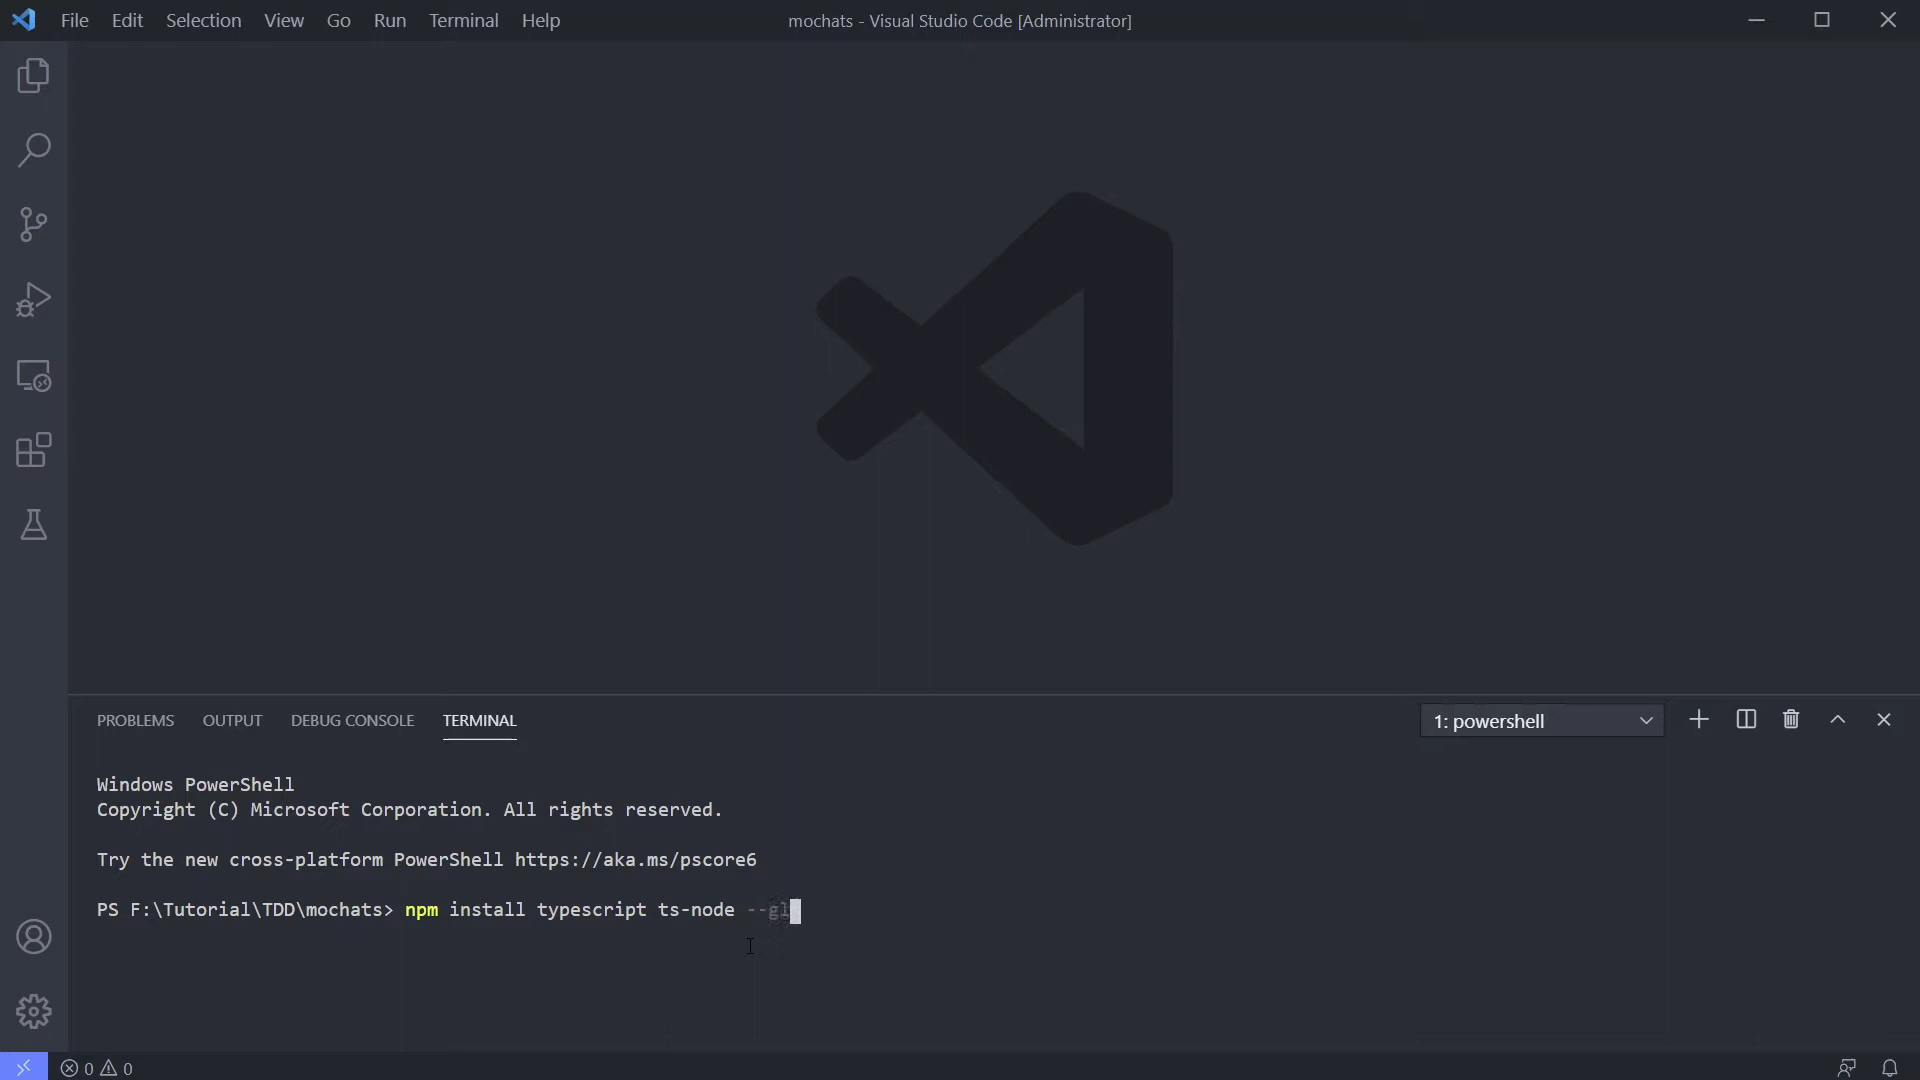 File Edit Selection View Go Run Terminal Help
mochats - Visual Studio Code [Administrator]
PROBLEMS OUTPUT DEBUG CONSOLE TERMINAL
1: powershell
Windows PowerShell
Copyright (C) Microsoft Corporation. All rights reserved.
Try the new cross-platform PowerShell https://aka.ms/pscore6
PS F:\Tutorial\TDD\mochats> npm install typescript ts-node --gl
0 0